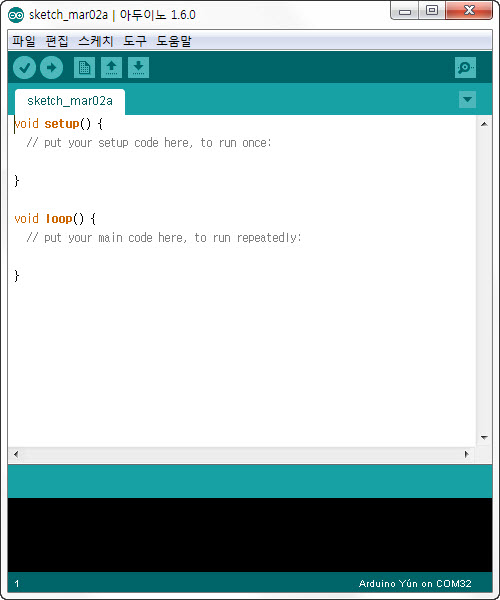 sketch_mar02a | 아두이노 1.6.0
파일 편집 스케치 도구 도움말
sketch_mar02a
void setup() {
// put your setup code here, to run once:
}
void loop() {
// put your main code here, to run repeatedly:
}
1 Arduino Yún on COM32